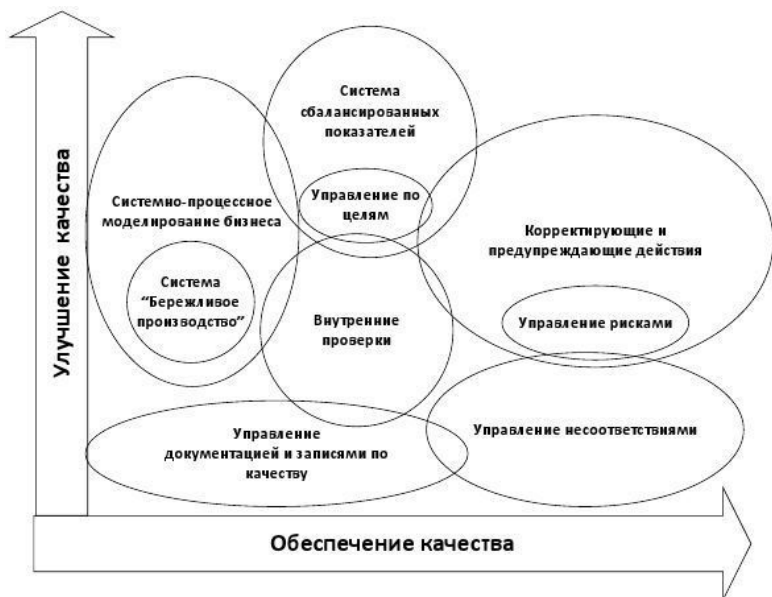 Улучшение качества
Система
сбалансированных
показателей
Управление по
целям
Системно-процессное
моделирование бизнеса
Система
“Бережливое
производство”
Корректирующие и
предупреждающие действия
Управление рисками
Внутренние
проверки
Управление
документацией и записями по
качеству
Управление несоответствиями
Обеспечение качества